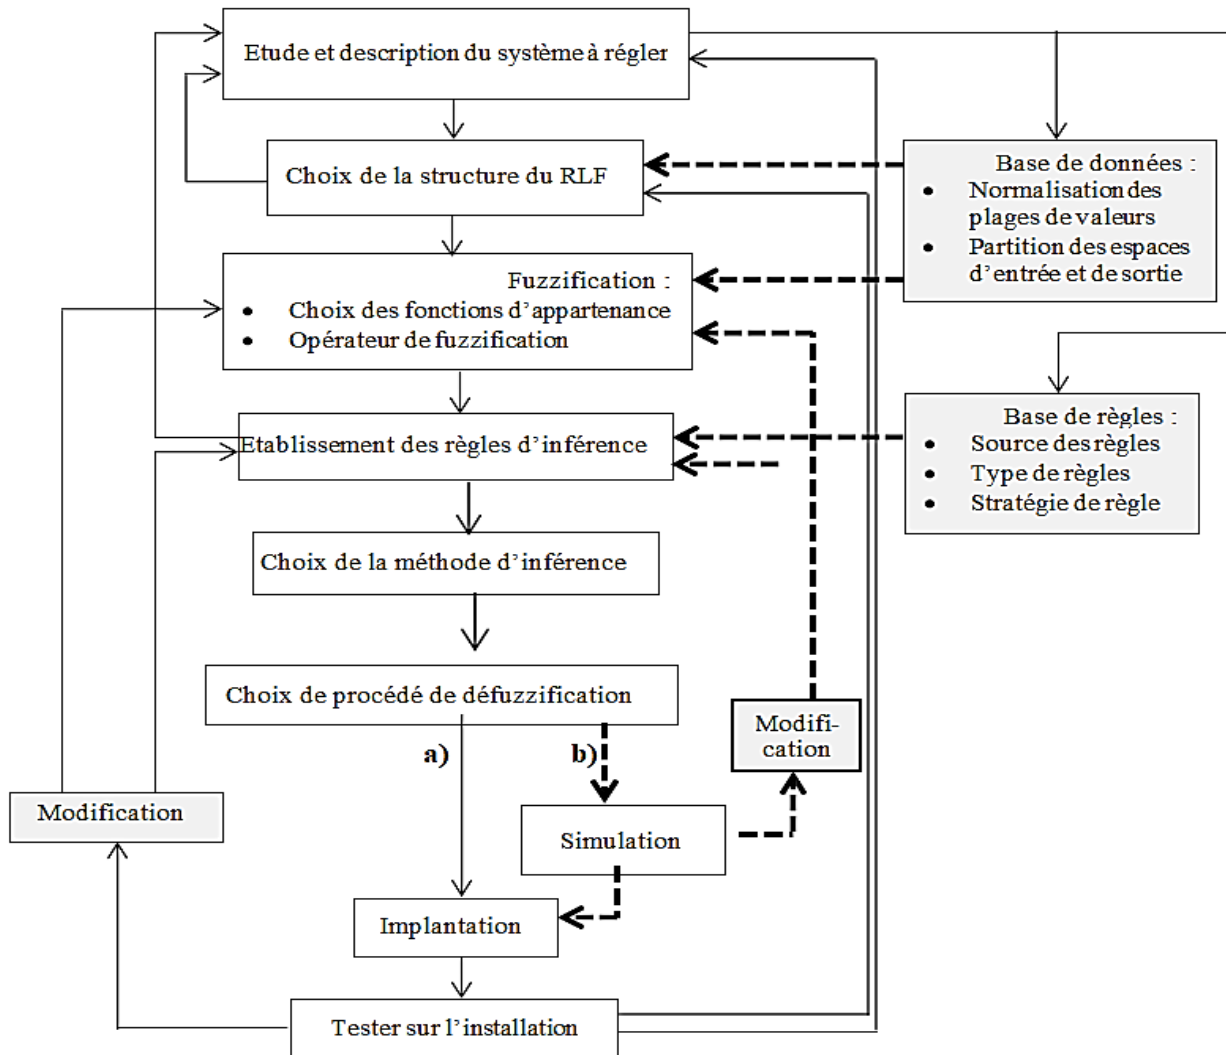 Etude et description du système à régler
Choix de la structure du RLF
Base de données :
• Normalisation des
plages de valeurs
• Partition des espaces
d'entrée et de sortie
Fuzzification :
• Choix des fonctions d'appartenance
• Opérateur de fuzzification
Base de règles :
• Source des règles
• Type de règles
• Stratégie de règle
Etablissement des règles d'inférence
Choix de la méthode d'inférence
Choix de procédé de défuzzification
a)
b)
Modifi-
cation
Modification
Simulation
Implantation
Tester sur l'installation